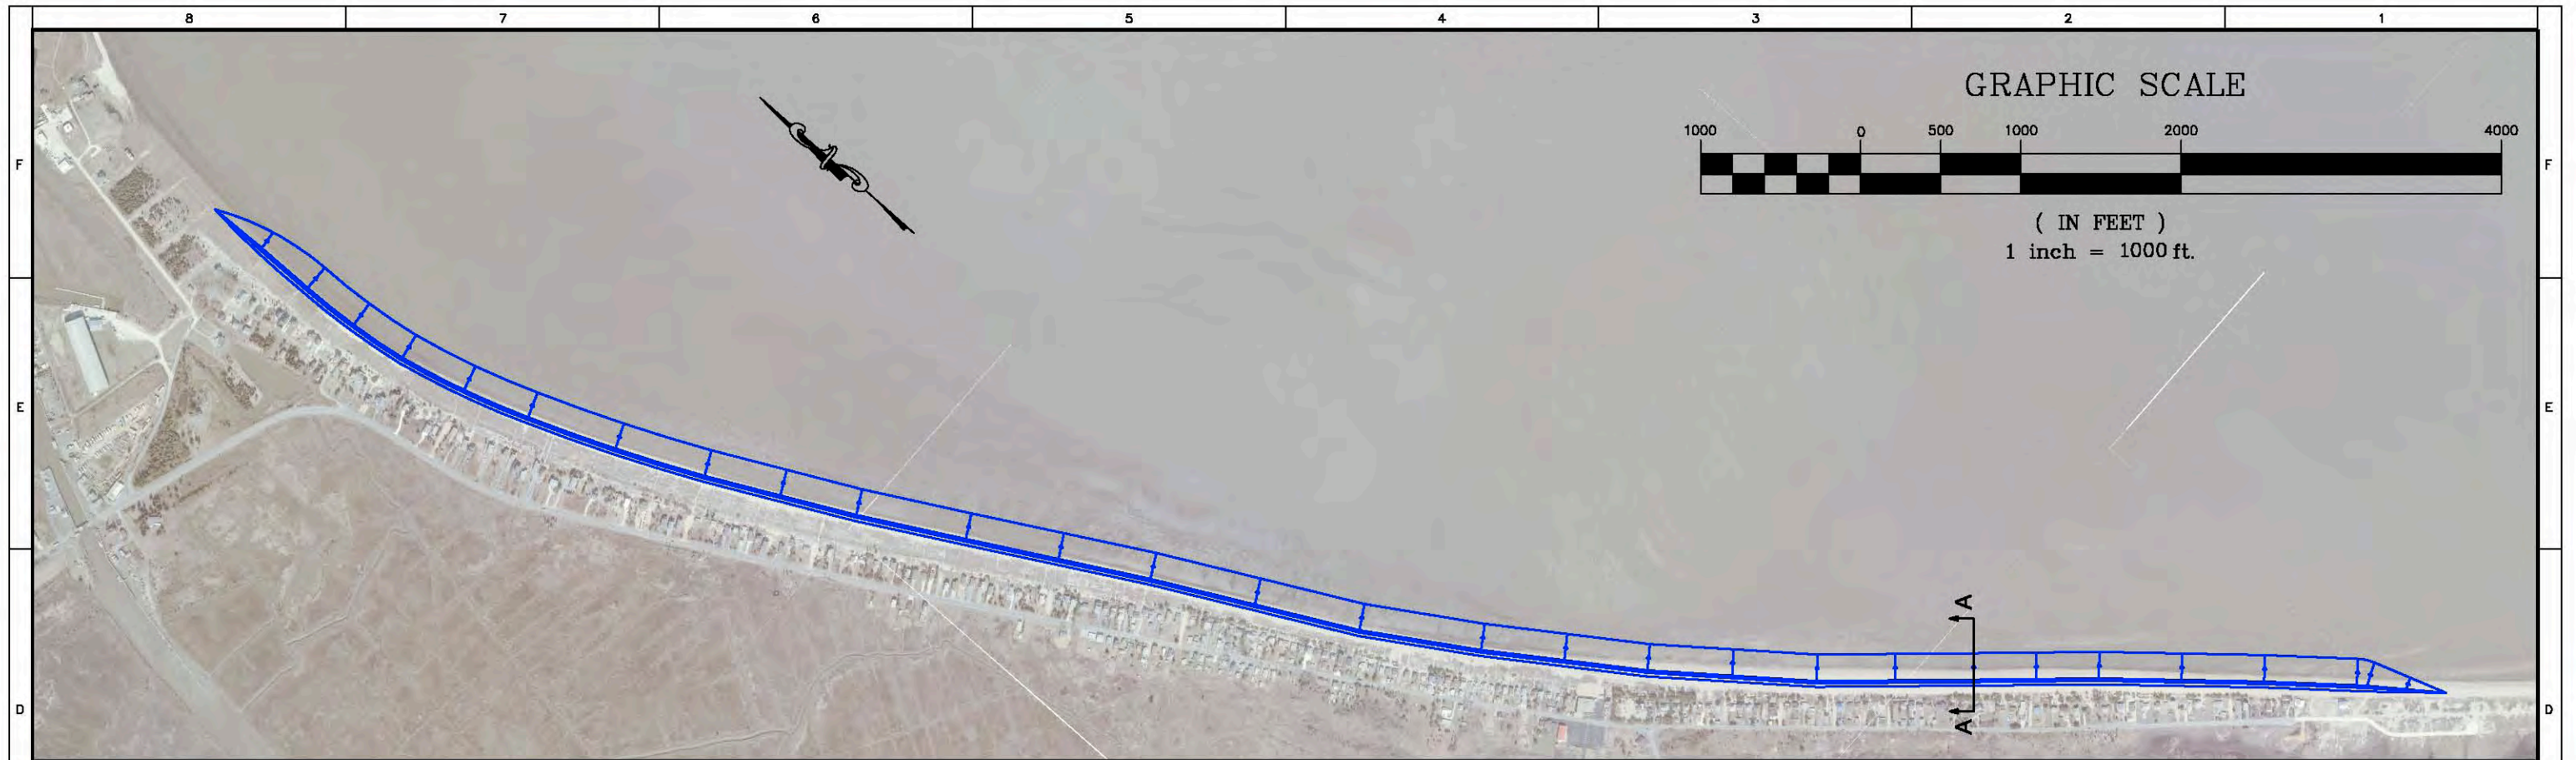 8 7 6 5 4 3 2 1
GRAPHIC SCALE
1000 0 500 1000 2000 4000
F F
( IN FEET )
1 inch = 1000 ft.
E E
A
D D
A